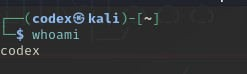 ┌──(codex㉿kali)-[~]
└─$ whoami
codex